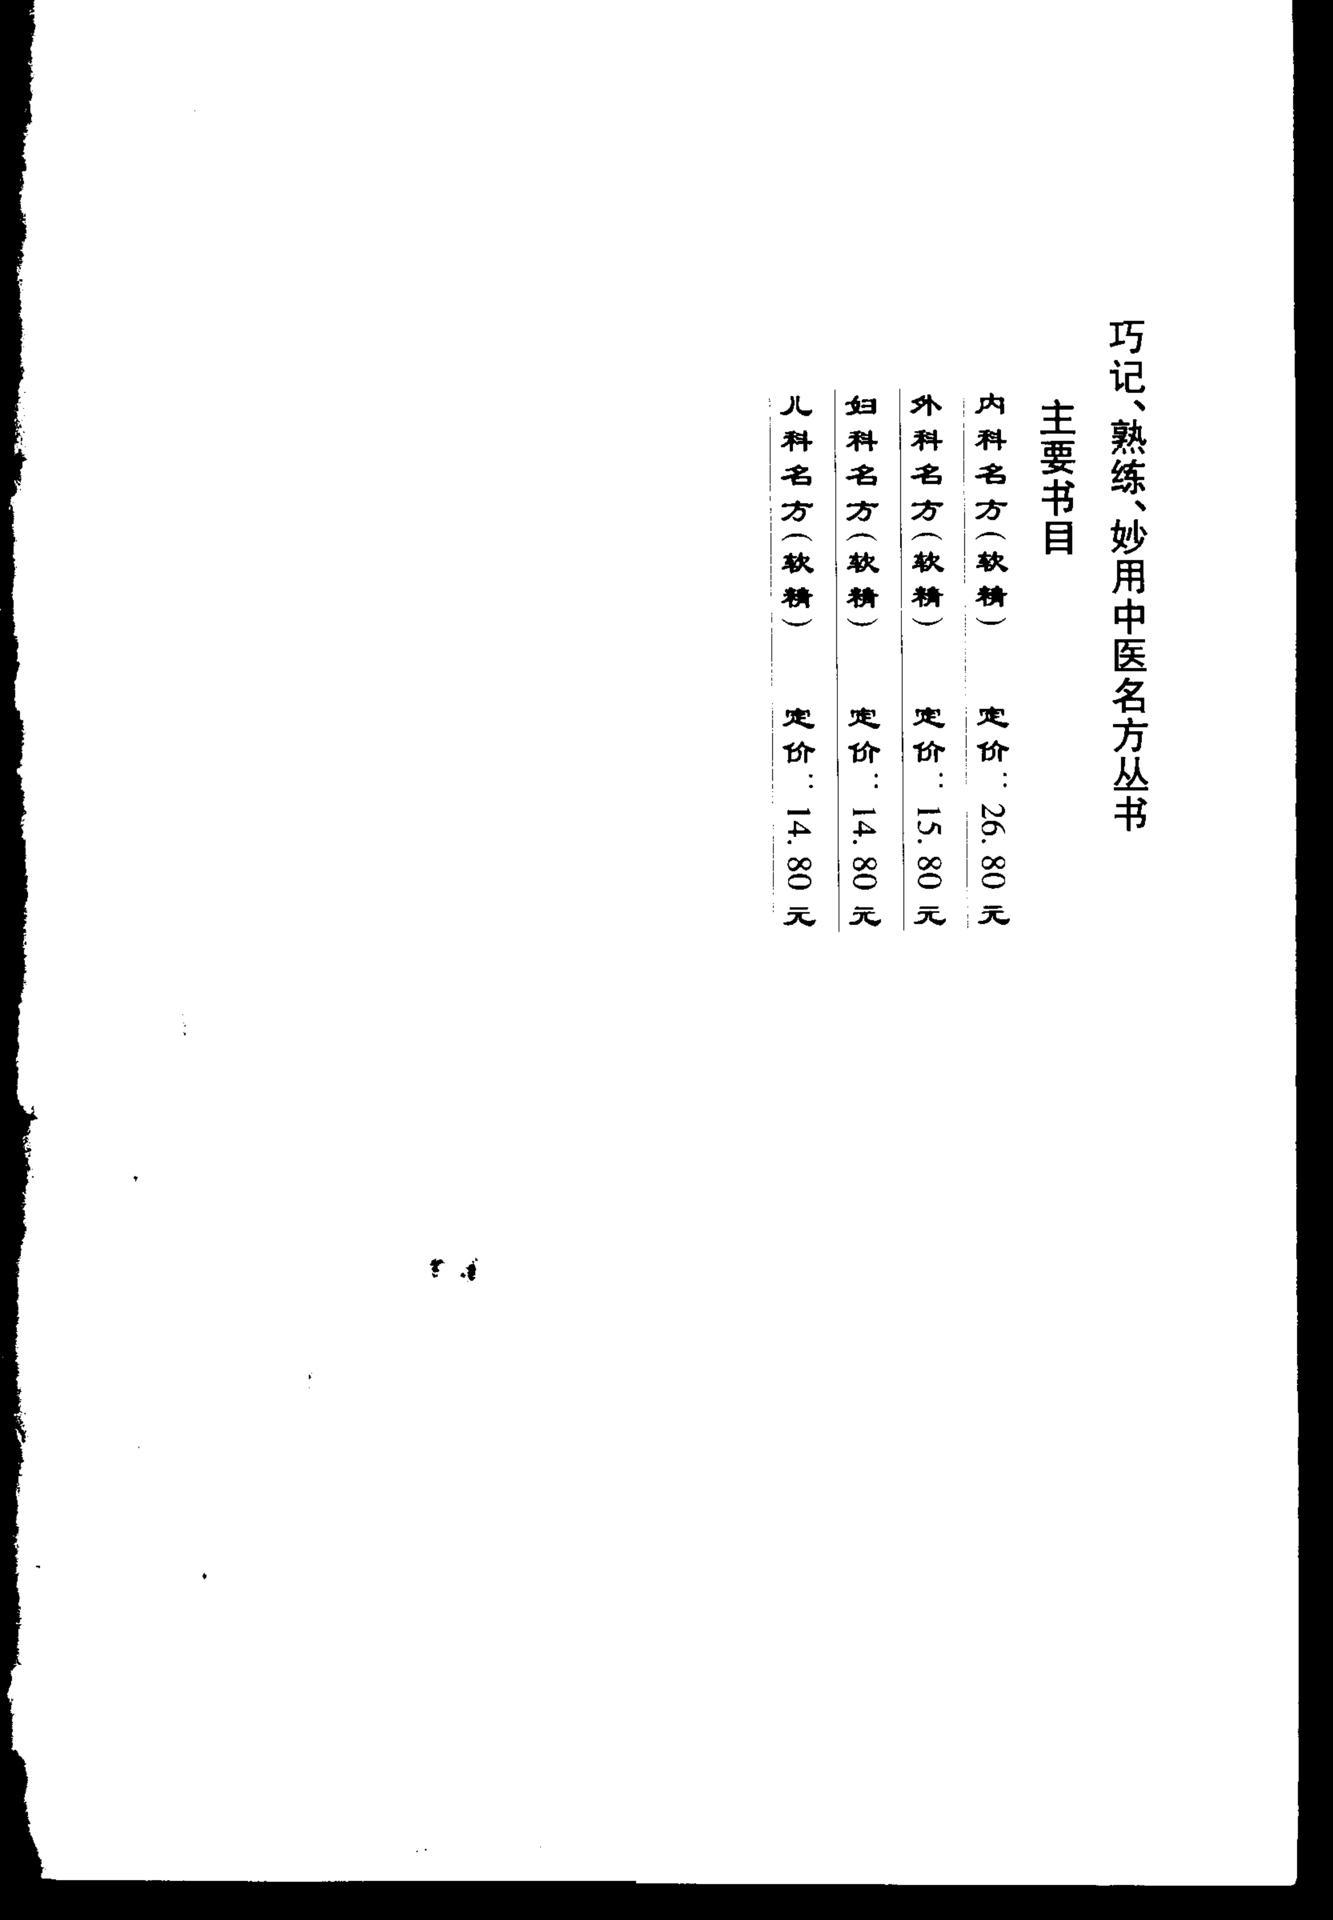 巧记、熟练、妙用中医名方丛书
主要书目
内科名方(软精) 定价:26.80元
外科名方(软精) 定价:15.80元
妇科名方(软精) 定价:14.80元
儿科名方(软精) 定价:14.80元